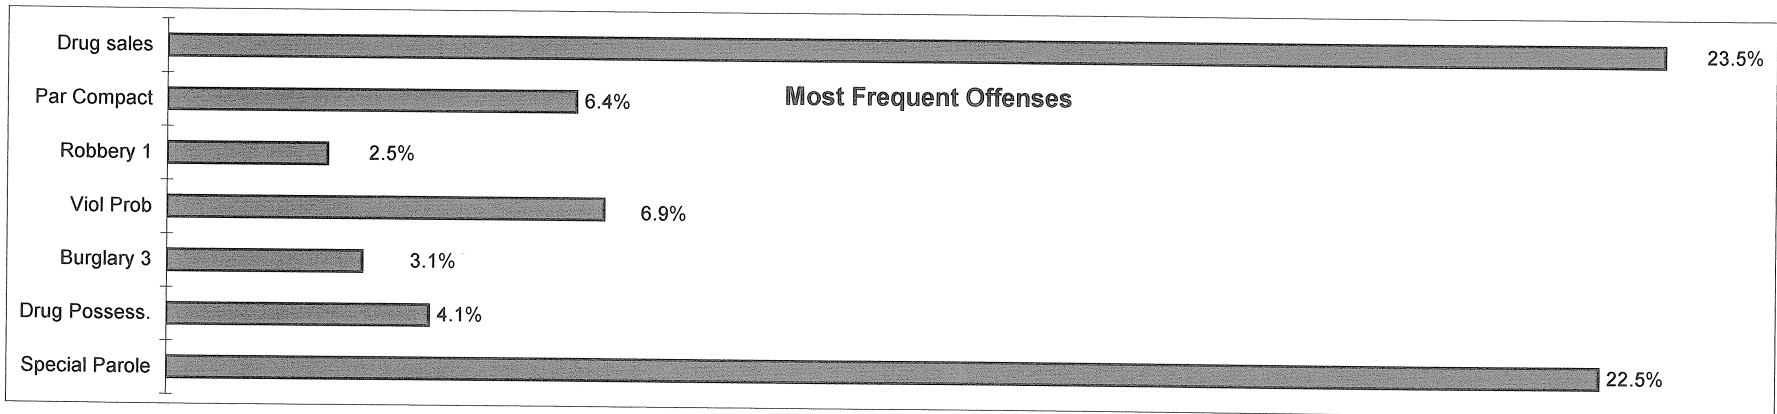 Most Frequent Offenses
Drug sales 23.5%
Par Compact 6.4%
Robbery 1 2.5%
Viol Prob 6.9%
Burglary 3 3.1%
Drug Possess. 4.1%
Special Parole 22.5%